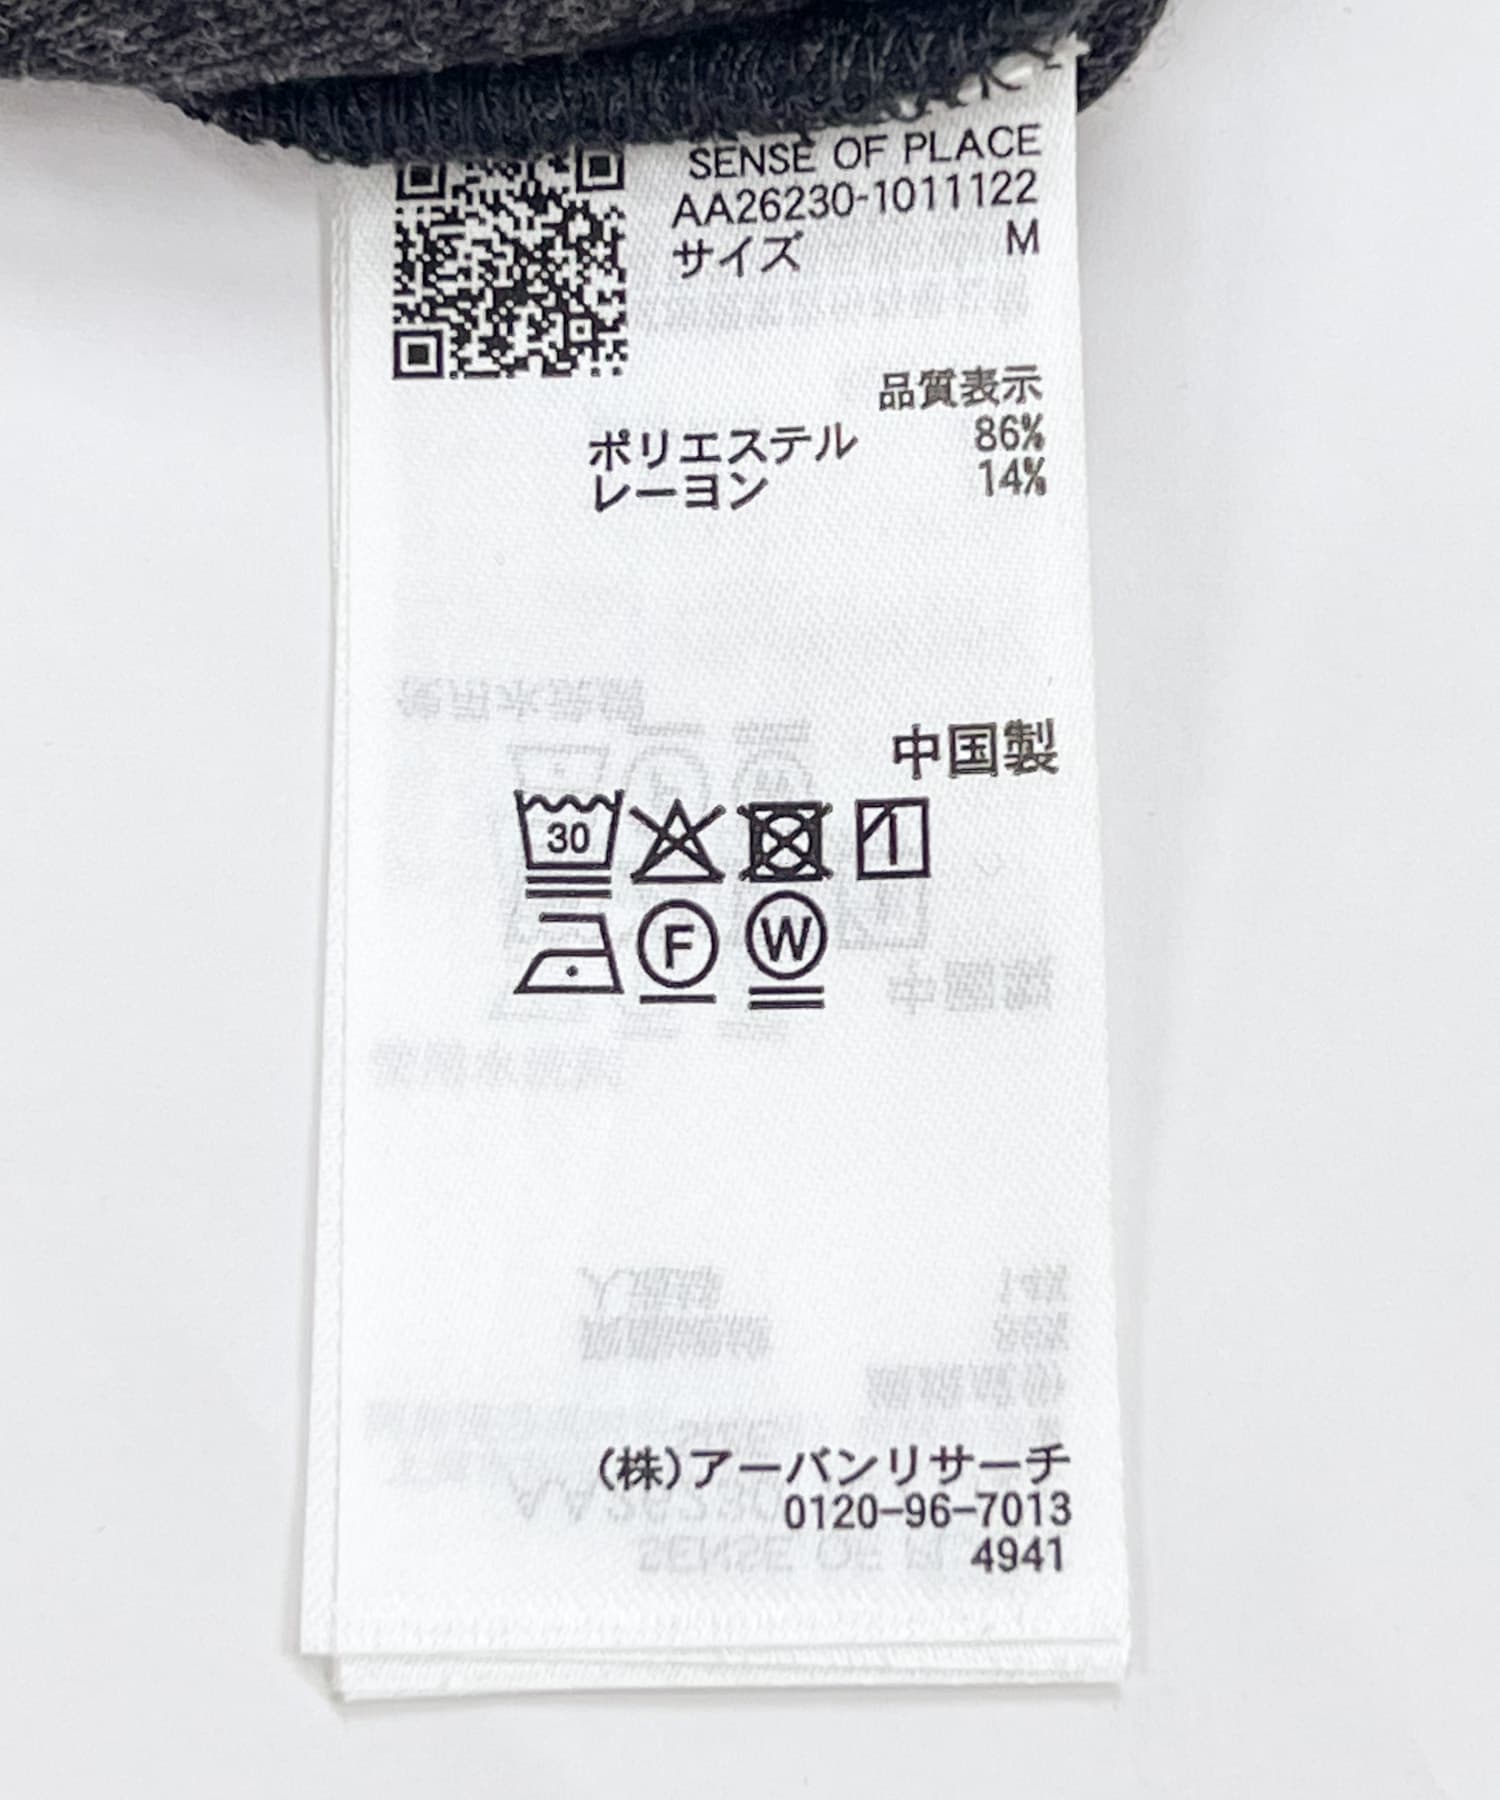 SENSE OF PLACE
AA26230-1011122
サイズ M
品質表示
ポリエステル 86%
レーヨン 14%
中国製
30
F W
(株)アーバンリサーチ
0120-96-7013
4941